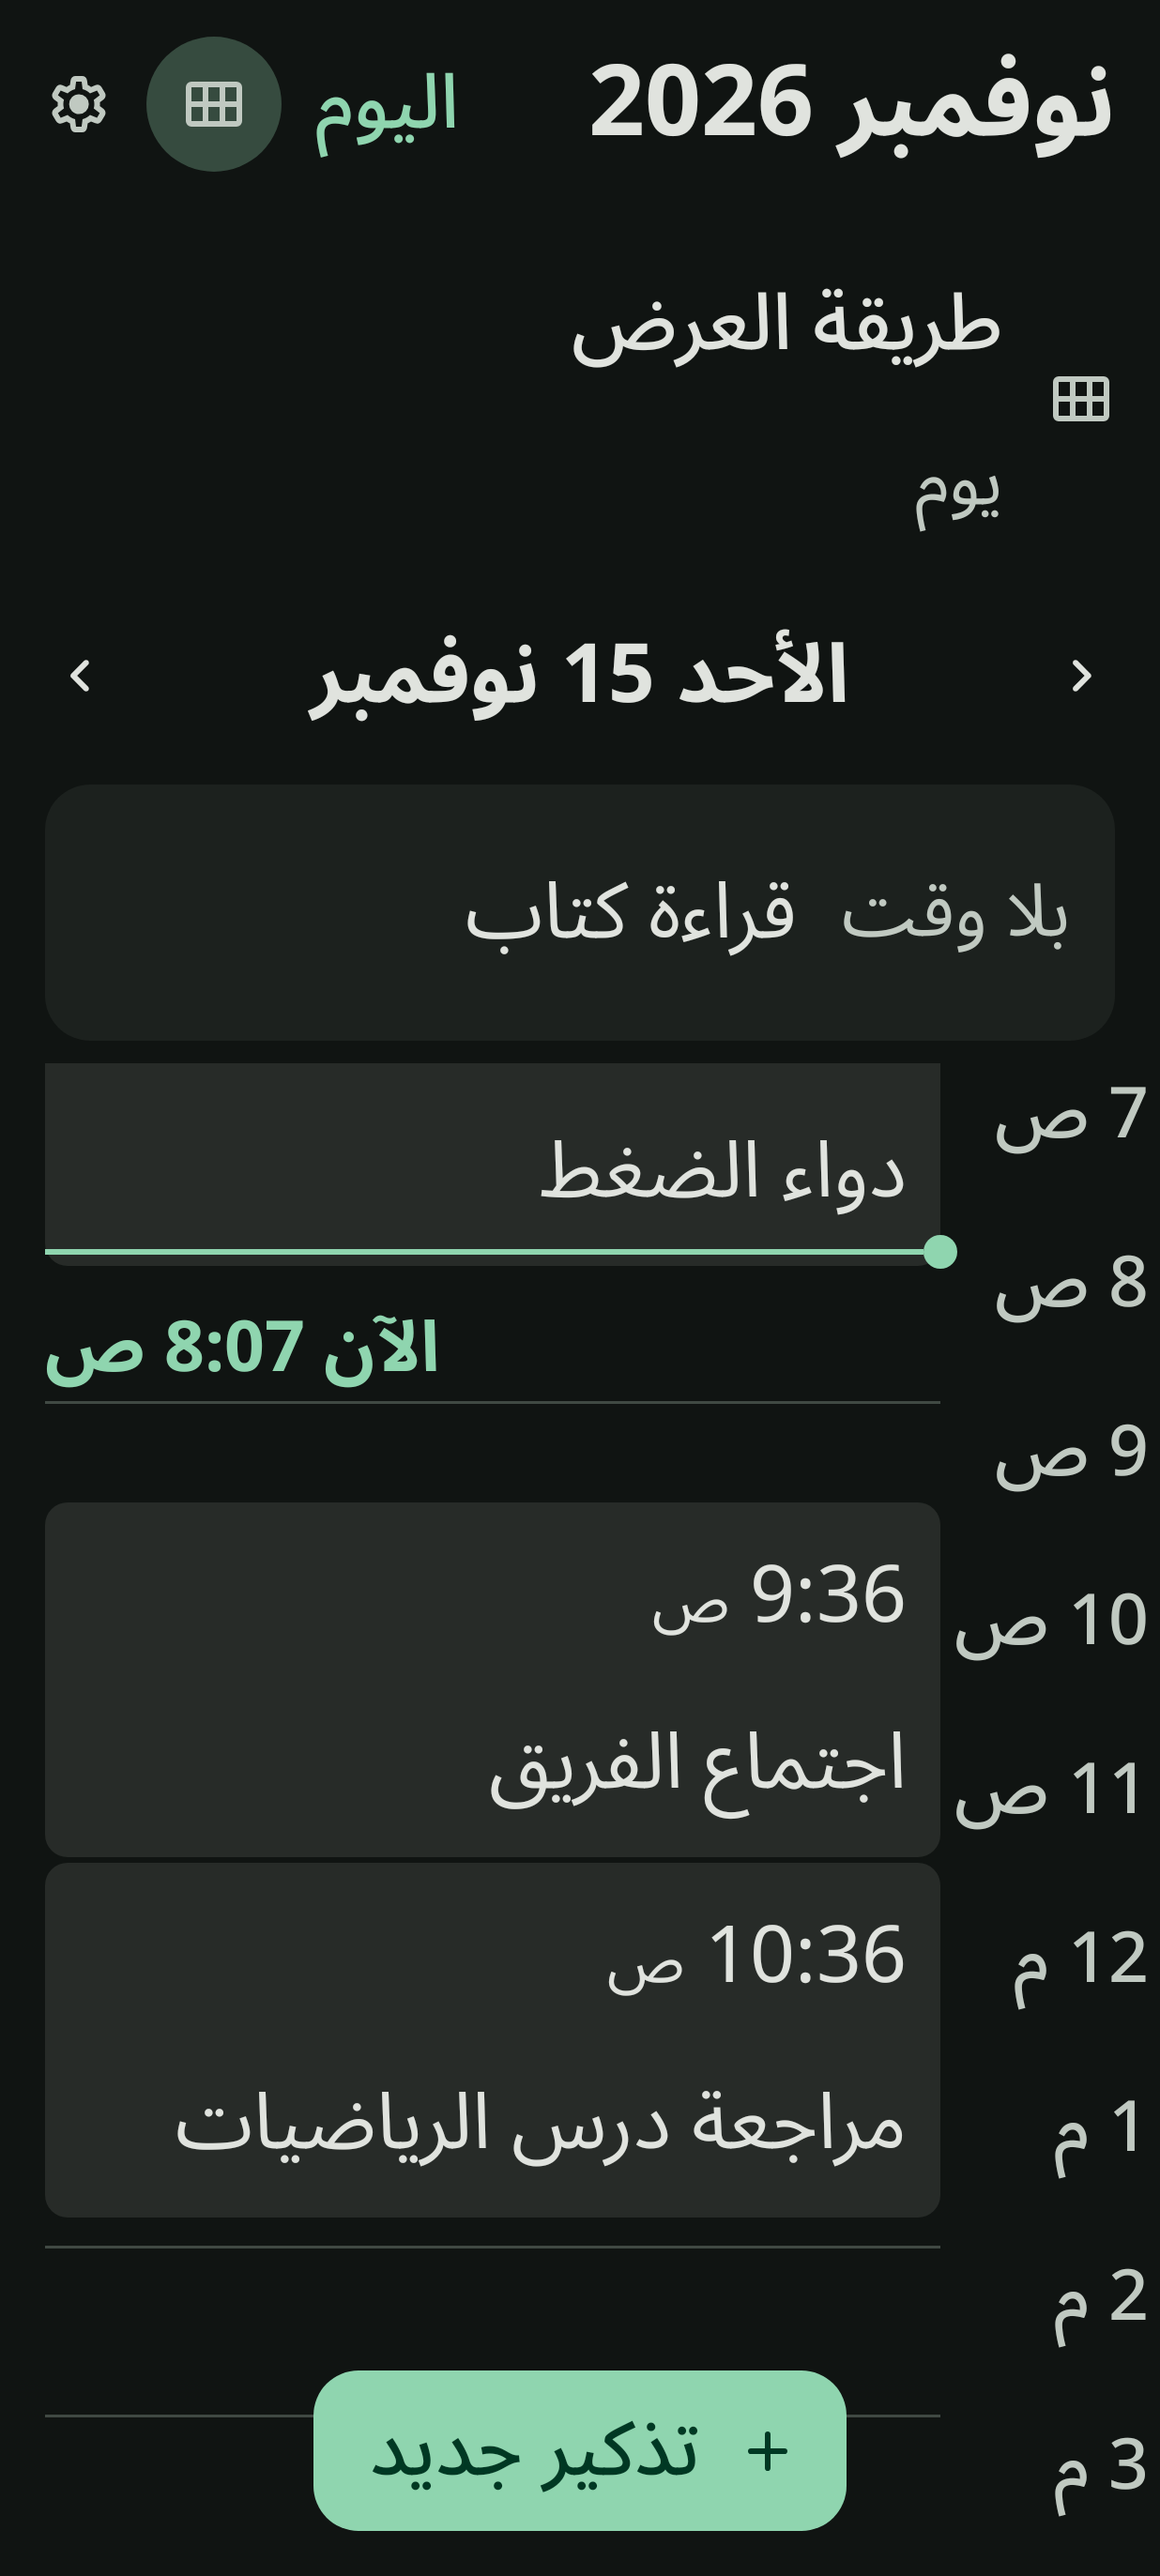 نوفمبر 2026
اليوم
طريقة العرض
يوم
الأحد 15 نوفمبر
بلا وقت قراءة كتاب
7 ص
دواء الضغط
8 ص
الآن 8:07 ص
9 ص
9:36 ص
10 ص
اجتماع الفريق
11 ص
10:36 ص
12 م
مراجعة درس الرياضيات
1 م
2 م
تذكير جديد
3 م